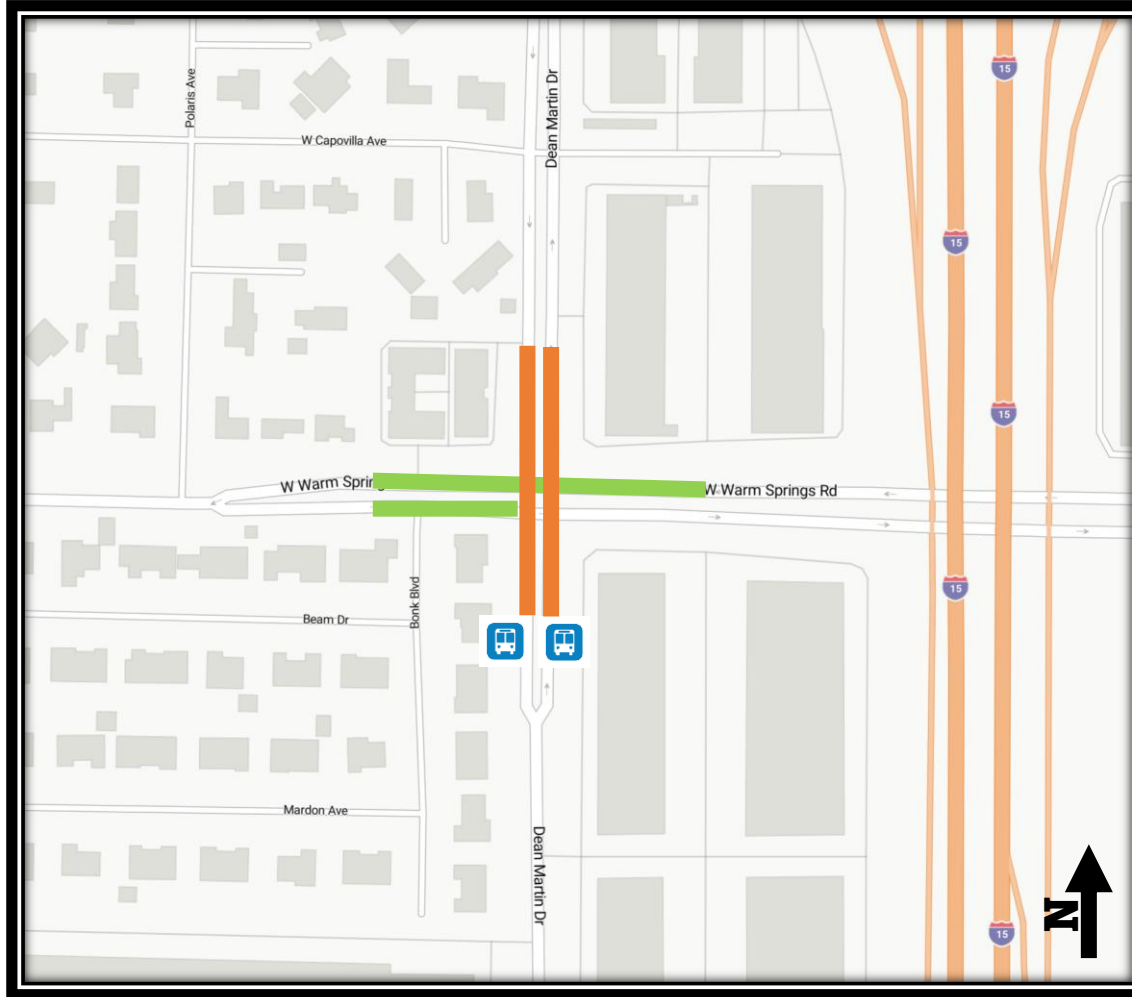 15
Dean Martin Dr
Polaris Ave
W Capovilla Ave
15
15
W Warm Sprin
W Warm Springs Rd
15
Bonk Blvd
Beam Dr
Mardon Ave
Dean Martin Dr
N
15